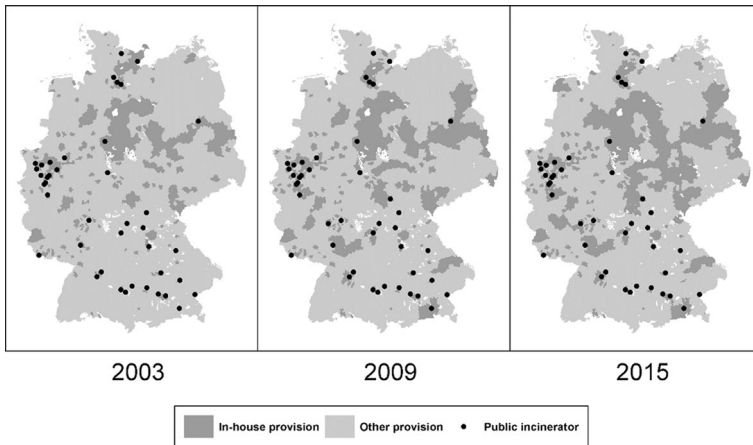 2003
2009
2015
In-house provision
Other provision
Public incinerator